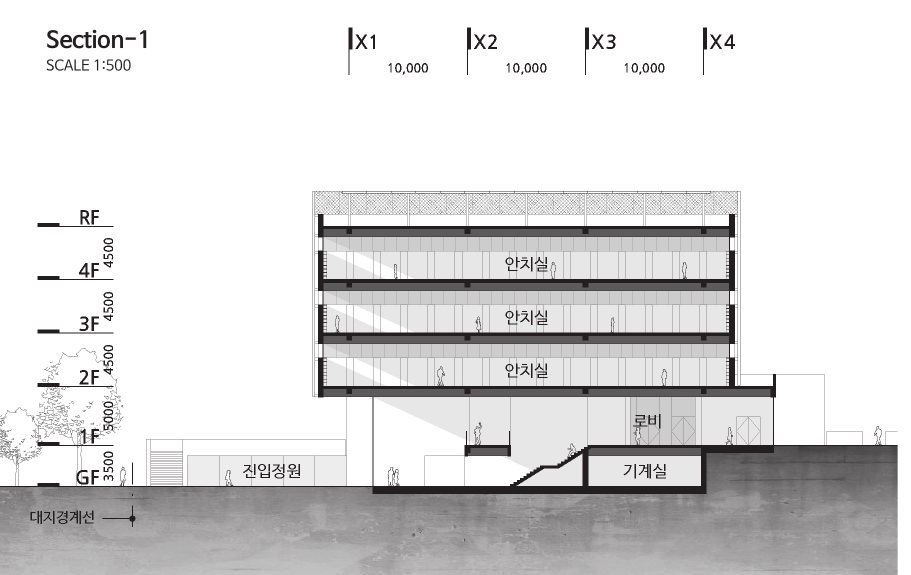 Section-1
SCALE 1:500
X1
X2
X3
X4
10,000
10,000
10,000
RF
4500
4F
4500
3F
4500
2F
5000
1F
3500
GF
안치실
안치실
안치실
로비
진입정원
기계실
대지경계선